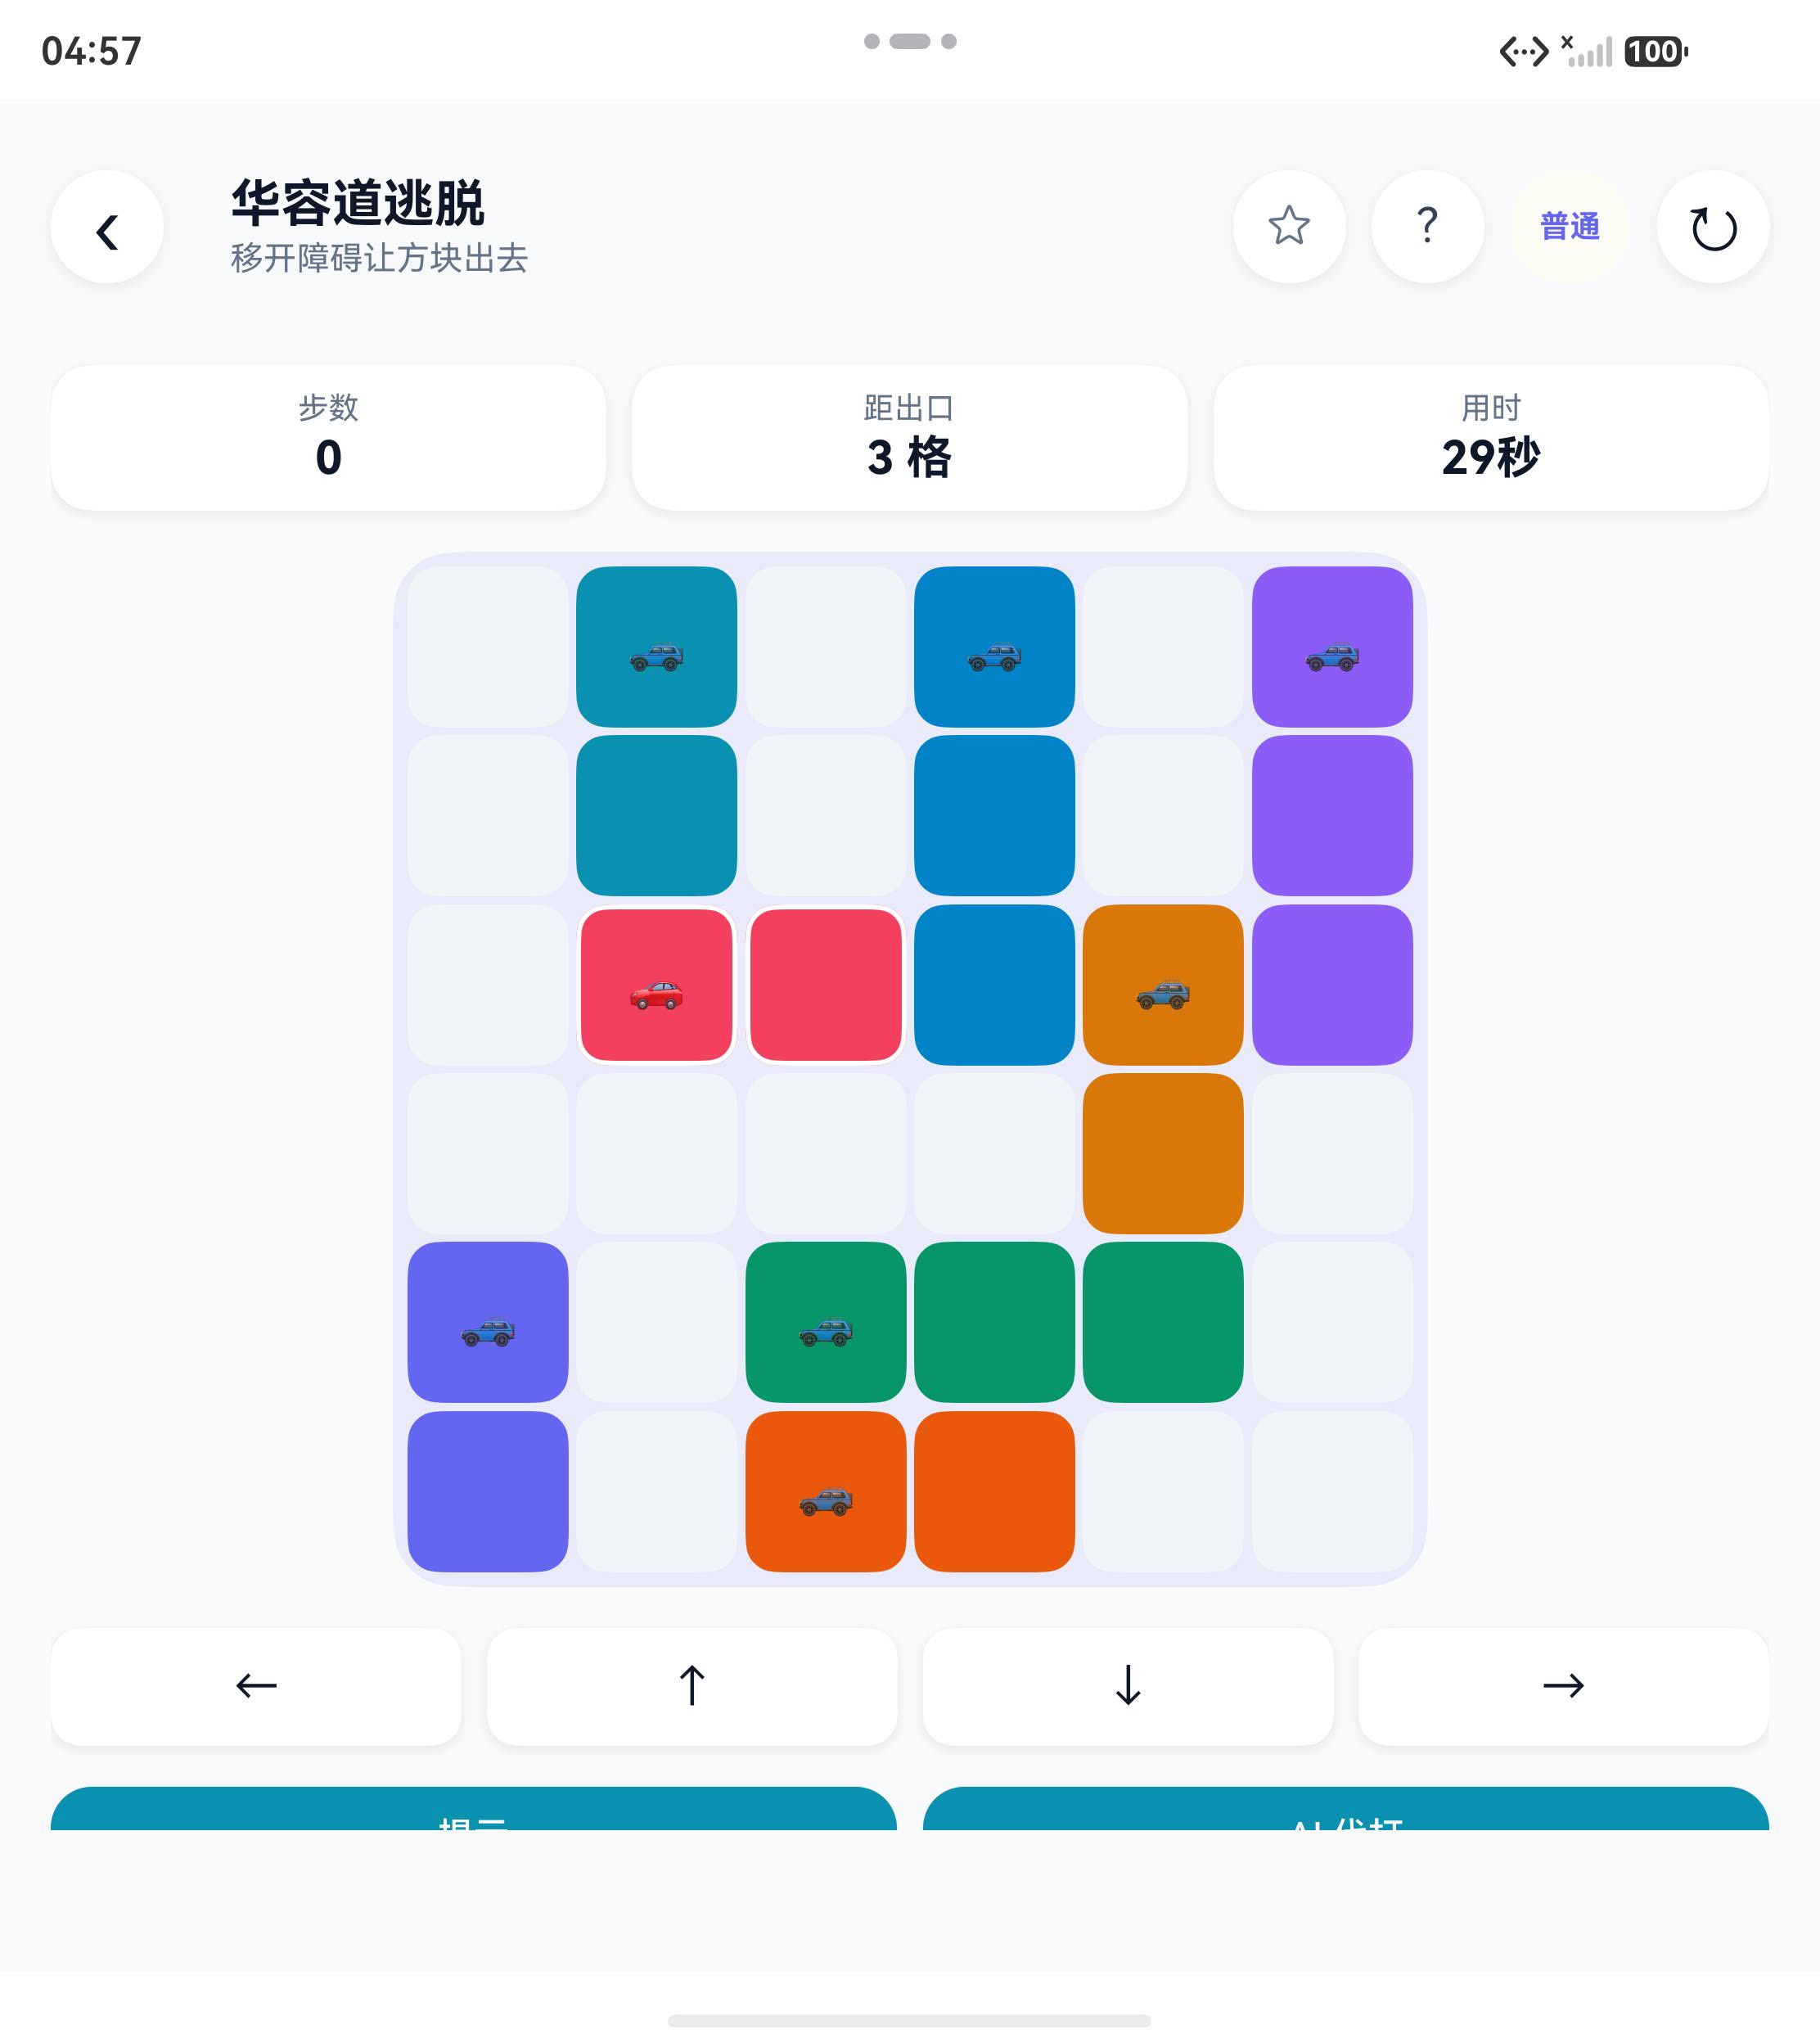 04:57
100
华容道逃脱
移开障碍让方块出去
?
普通
步数
0
距出口
3 格
用时
29秒
← ↑ ↓ →